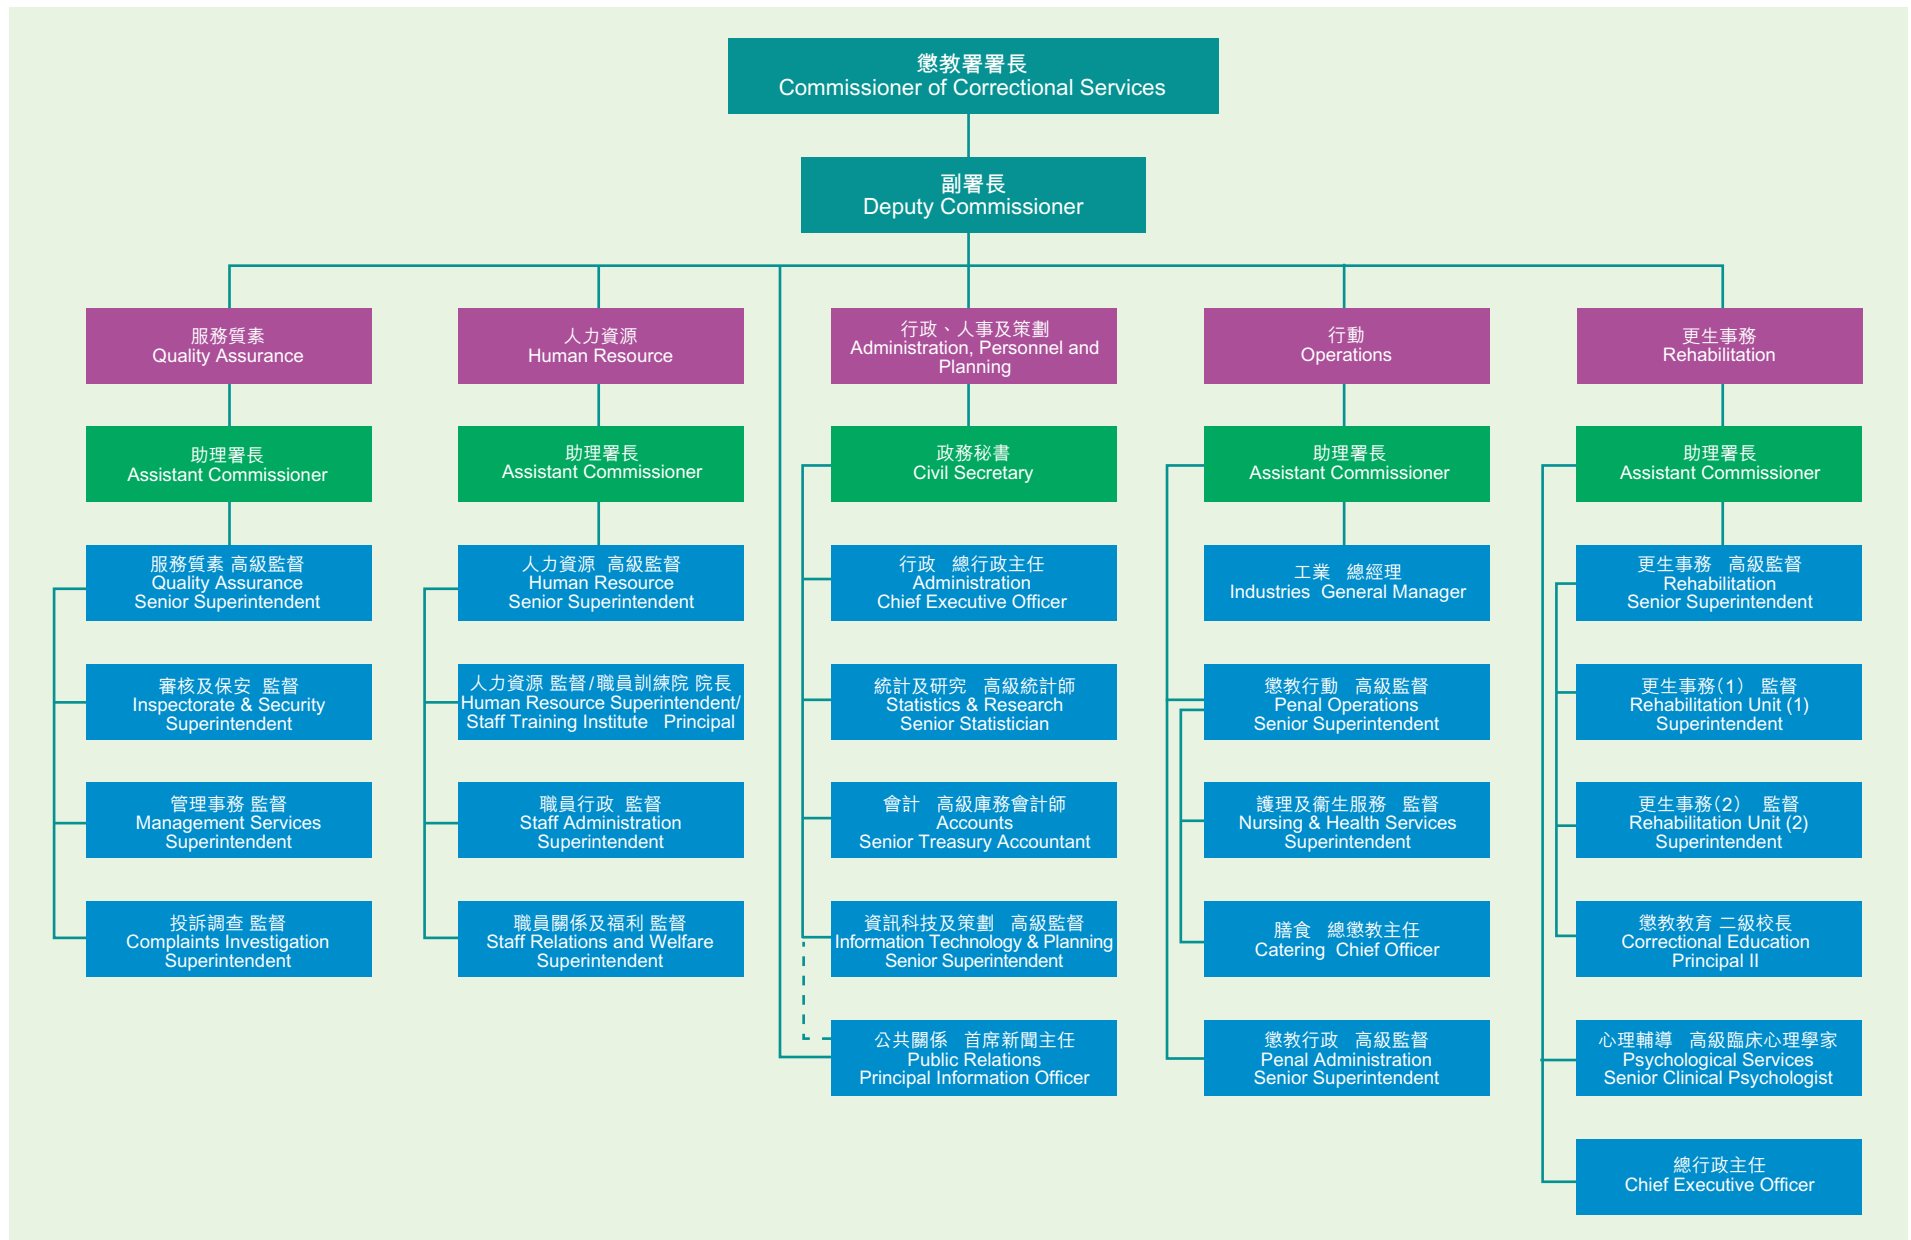 懲教署署長
Commissioner of Correctional Services
副署長
Deputy Commissioner
服務質素
Quality Assurance
人力資源
Human Resource
行政、人事及策劃
Administration, Personnel and
Planning
行動
Operations
更生事務
Rehabilitation
助理署長
Assistant Commissioner
助理署長
Assistant Commissioner
政務秘書
Civil Secretary
助理署長
Assistant Commissioner
助理署長
Assistant Commissioner
服務質素 高級監督
Quality Assurance
Senior Superintendent
人力資源 高級監督
Human Resource
Senior Superintendent
行政 總行政主任
Administration
Chief Executive Officer
工業 總經理
Industries General Manager
更生事務 高級監督
Rehabilitation
Senior Superintendent
審核及保安 監督
Inspectorate & Security
Superintendent
人力資源 監督/職員訓練院 院長
Human Resource Superintendent/
Staff Training Institute Principal
統計及研究 高級統計師
Statistics & Research
Senior Statistician
懲教行動 高級監督
Penal Operations
Senior Superintendent
更生事務(1) 監督
Rehabilitation Unit (1)
Superintendent
管理事務 監督
Management Services
Superintendent
職員行政 監督
Staff Administration
Superintendent
會計 高級庫務會計師
Accounts
Senior Treasury Accountant
護理及衞生服務 監督
Nursing & Health Services
Superintendent
更生事務(2) 監督
Rehabilitation Unit (2)
Superintendent
投訴調查 監督
Complaints Investigation
Superintendent
職員關係及福利 監督
Staff Relations and Welfare
Superintendent
資訊科技及策劃 高級監督
Information Technology & Planning
Senior Superintendent
膳食 總懲教主任
Catering Chief Officer
懲教教育 二級校長
Correctional Education
Principal II
公共關係 首席新聞主任
Public Relations
Principal Information Officer
懲教行政 高級監督
Penal Administration
Senior Superintendent
心理輔導 高級臨床心理學家
Psychological Services
Senior Clinical Psychologist
總行政主任
Chief Executive Officer